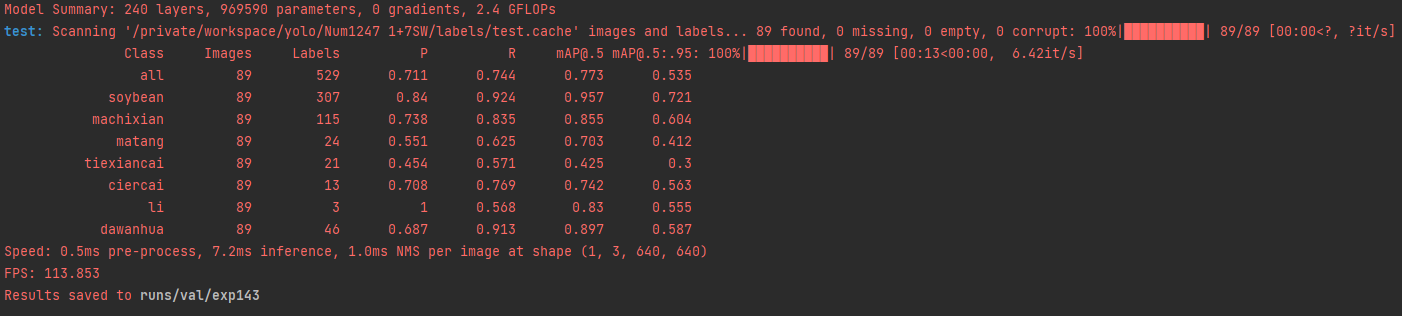 Model Summary: 240 layers, 969590 parameters, 0 gradients, 2.4 GFLOPs
test: Scanning '/private/workspace/yolo/Num1247 1+7SW/labels/test.cache' images and labels... 89 found, 0 missing, 0 empty, 0 corrupt: 100%|██████████| 89/89 [00:00<?, ?it/s]
Class Images Labels P R mAP@.5 mAP@.5:.95: 100%|██████████| 89/89 [00:13<00:00, 6.42it/s]
all 89 529 0.711 0.744 0.773 0.535
soybean 89 307 0.84 0.924 0.957 0.721
machixian 89 115 0.738 0.835 0.855 0.604
matang 89 24 0.551 0.625 0.703 0.412
tiexiancai 89 21 0.454 0.571 0.425 0.3
ciercai 89 13 0.708 0.769 0.742 0.563
li 89 3 1 0.568 0.83 0.555
dawanhua 89 46 0.687 0.913 0.897 0.587
Speed: 0.5ms pre-process, 7.2ms inference, 1.0ms NMS per image at shape (1, 3, 640, 640)
FPS: 113.853
Results saved to runs/val/exp143